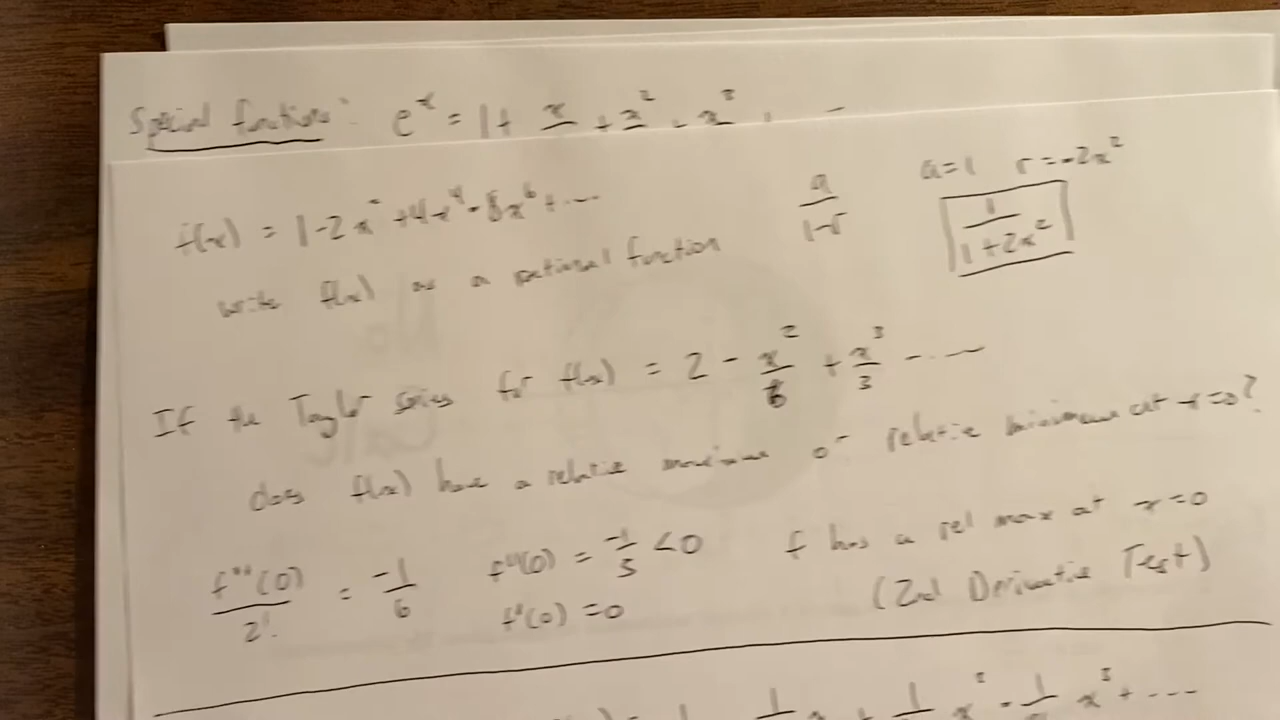 Special functions: e^x = 1 + x + x^2 + x^3 , -
f(x) = 1 - 2x^2 + 4x^4 - 8x^6 + ...
a/(1-r) a=1 r=-2x^2
write f(x) as a rational function 1/(1+2x^2)
If the Taylor series for f(x) = 2 - x^2/6 + x^3/3 - ...
does f(x) have a relative maximum or relative minimum at x=0?
f''(0)/2! = -1/6 f''(0) = -1/3 <0 f has a rel max at x=0
f'(0) = 0 (2nd Derivative Test)
x^2 - 1 x^3 + ...